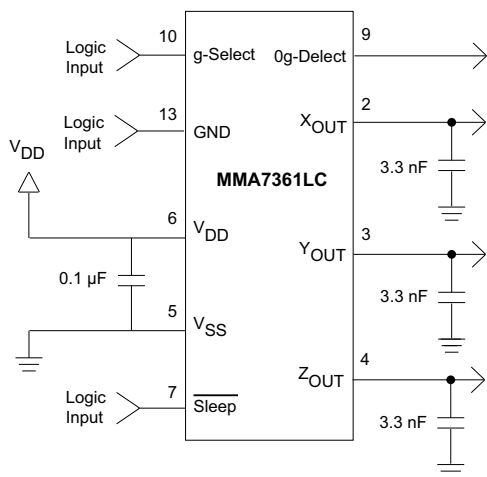 10
9
Logic
Input
g-Select
0g-Delect
2
13
Logic
Input
GND
XOUT
VDD
3.3 nF
MMA7361LC
6
VDD
3
YOUT
0.1 µF
3.3 nF
5
VSS
4
ZOUT
7
Logic
Input
Sleep
3.3 nF